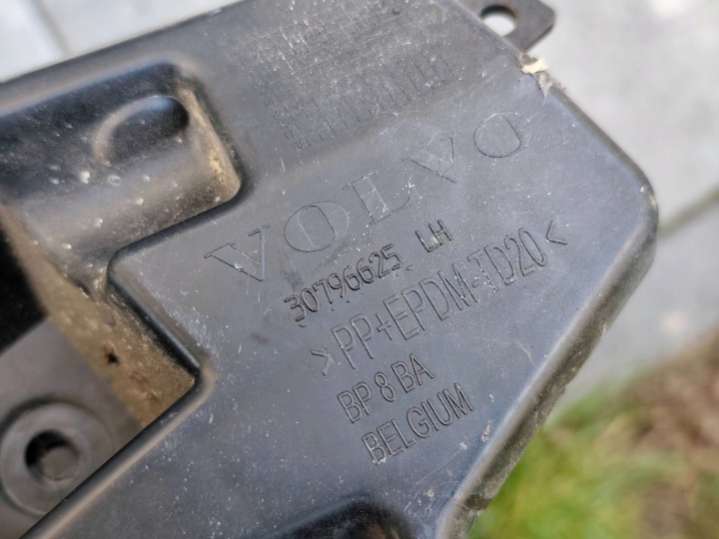 VOLVO
30796625 LH
>PP+EPDM-TD20<
BP 8 BA
BELGIUM